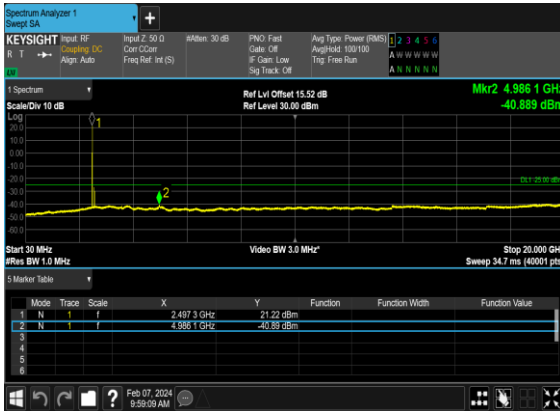 Spectrum Analyzer 1
Swept SA
+
KEYSIGHT
R T
Input: RF
Coupling: DC
Align: Auto
Input Z: 50 Ω
Corr CCorr
Freq Ref: Int (S)
#Atten: 30 dB
PNO: Fast
Gate: Off
IF Gain: Low
Sig Track: Off
Avg Type: Power (RMS)
Avg|Hold: 100/100
Trig: Free Run
1 2 3 4 5 6
A W W W W W
A N N N N N
1 Spectrum
Scale/Div 10 dB
Ref Lvl Offset 15.52 dB
Ref Level 30.00 dBm
Mkr2 4.986 1 GHz
-40.889 dBm
Log
20.0
10.0
0.00
-10.0
-20.0
-30.0
-40.0
-50.0
-60.0
1
2
DL1 -25.00 dBm
Start 30 MHz
#Res BW 1.0 MHz
Video BW 3.0 MHz*
Stop 20.000 GHz
Sweep 34.7 ms (40001 pts)
5 Marker Table
Mode Trace Scale X Y Function Function Width Function Value
1 N 1 f 2.497 3 GHz 21.22 dBm
2 N 1 f 4.986 1 GHz -40.89 dBm
3
4
5
6
?
Feb 07, 2024
9:59:09 AM